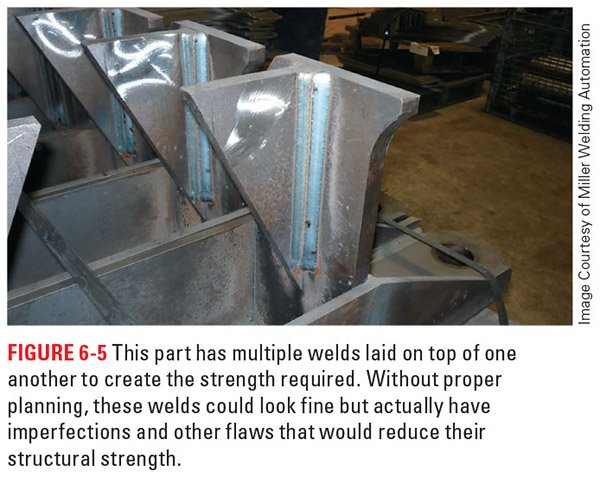 Image Courtesy of Miller Welding Automation
FIGURE 6-5 This part has multiple welds laid on top of one
another to create the strength required. Without proper
planning, these welds could look fine but actually have
imperfections and other flaws that would reduce their
structural strength.